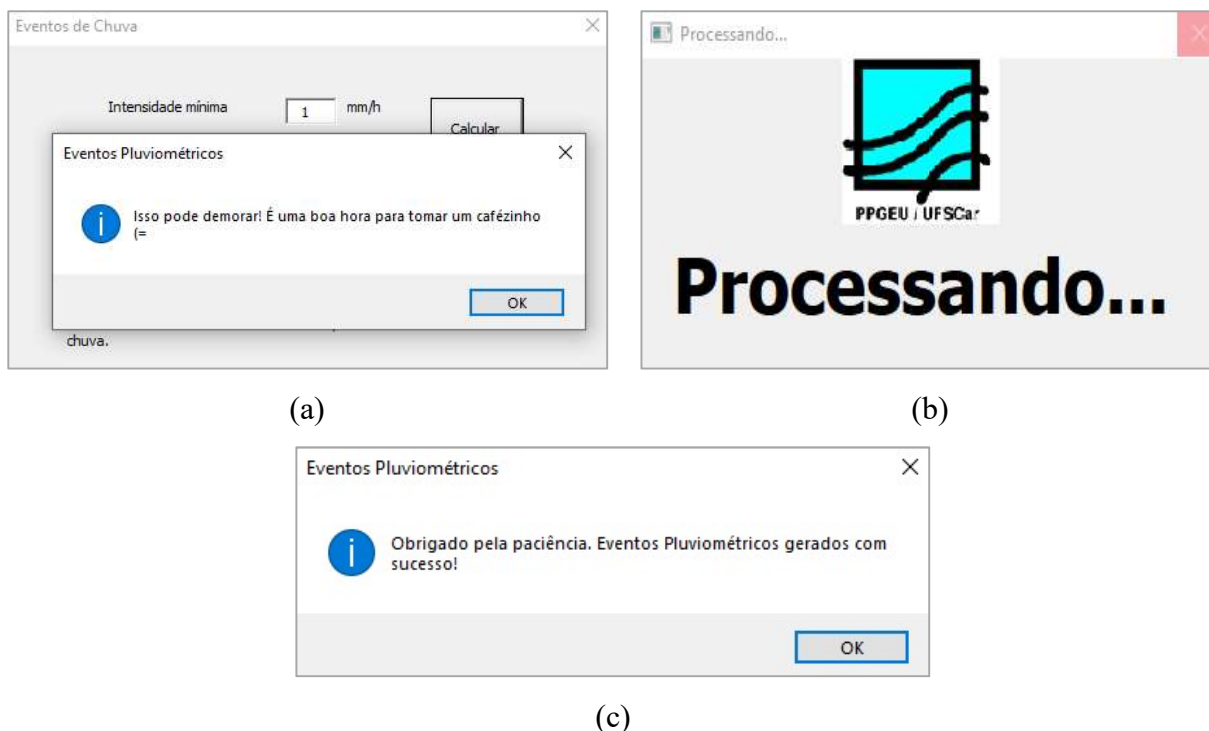 Eventos de Chuva
Intensidade mínima 1 mm/h
Calcular
Eventos Pluviométricos
Isso pode demorar! É uma boa hora para tomar um cafézinho
(=
OK
chuva.
(a)
Processando...
PPGEU / UFSCar
Processando...
(b)
Eventos Pluviométricos
Obrigado pela paciência. Eventos Pluviométricos gerados com
sucesso!
OK
(c)